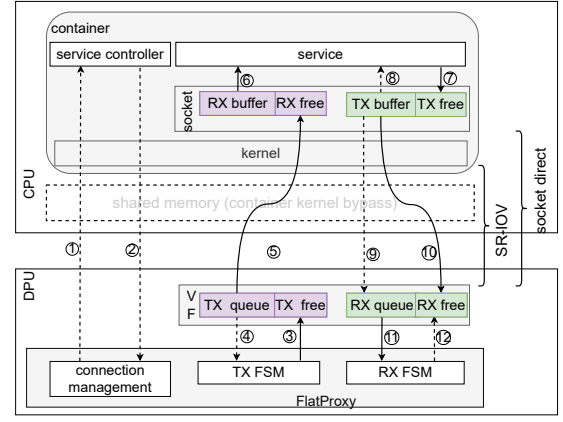 container
service controller
service
⑥
⑧
⑦
socket
RX buffer
RX free
TX buffer
TX free
kernel
CPU
shared memory (container kernel bypass)
SR-IOV
socket direct
①
②
⑤
⑨
⑩
DPU
V
F
TX queue
TX free
RX queue
RX free
④
③
⑪
⑫
connection
management
TX FSM
RX FSM
FlatProxy